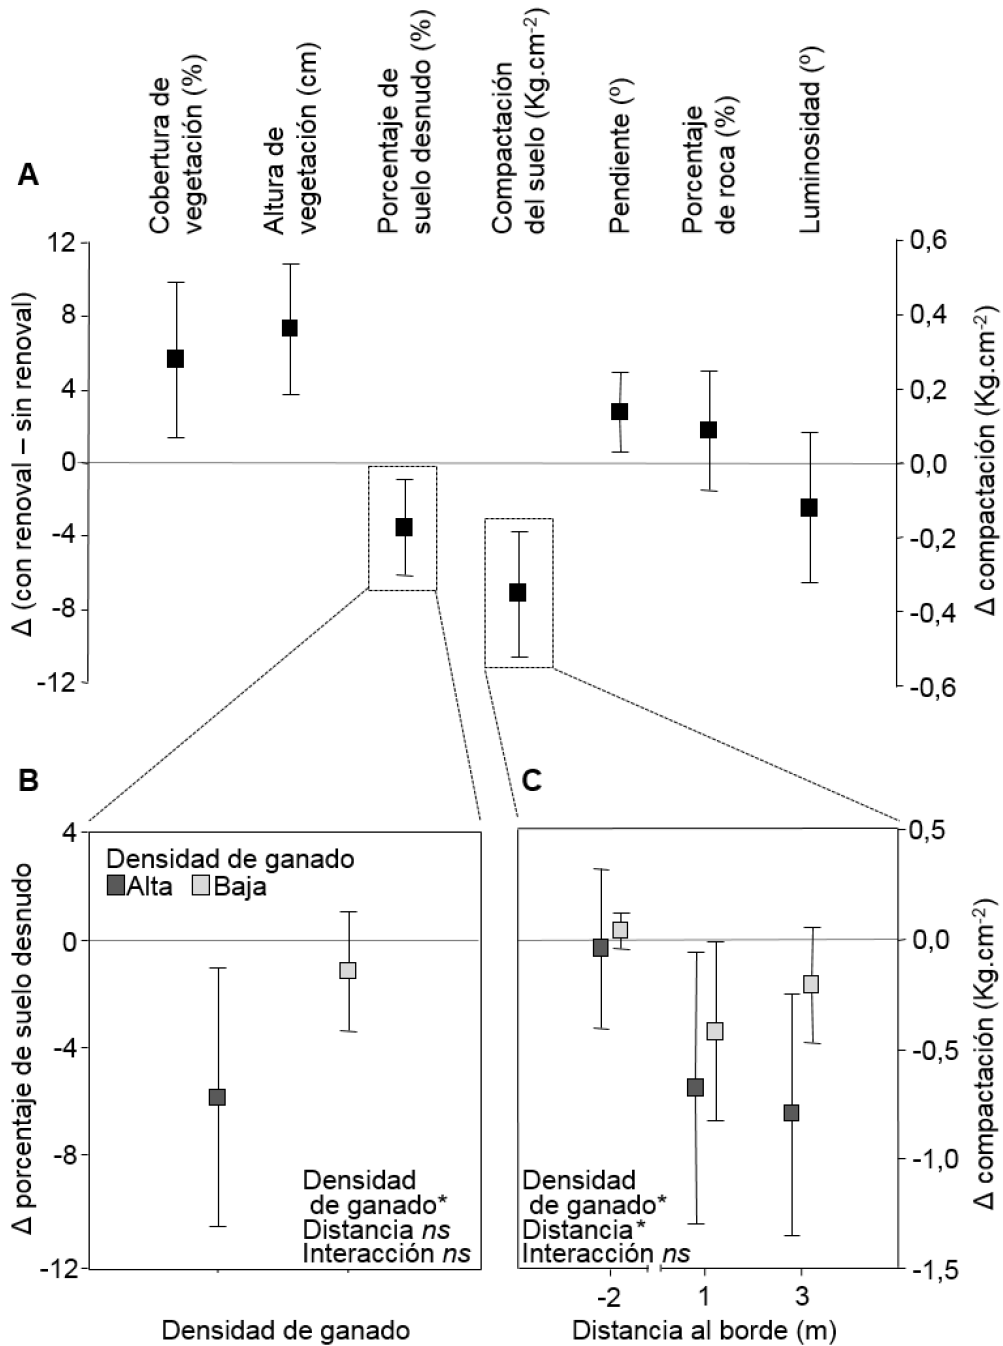 A
Cobertura de
vegetación (%)
Altura de
vegetación (cm)
Porcentaje de
suelo desnudo (%)
Compactación
del suelo (Kg.cm-2)
Pendiente (º)
Porcentaje
de roca (%)
Luminosidad (º)
Δ (con renoval – sin renoval)
12
8
4
0
-4
-8
-12
0,6
0,4
0,2
0,0
-0,2
-0,4
-0,6
Δ compactación (Kg.cm-2)
B
Δ porcentaje de suelo desnudo
4
0
-4
-8
-12
Densidad de ganado
Alta Baja
Densidad
de ganado*
Distancia ns
Interacción ns
Densidad de ganado
C
Densidad
de ganado*
Distancia*
Interacción ns
0,5
0,0
-0,5
-1,0
-1,5
Δ compactación (Kg.cm-2)
-2 1 3
Distancia al borde (m)